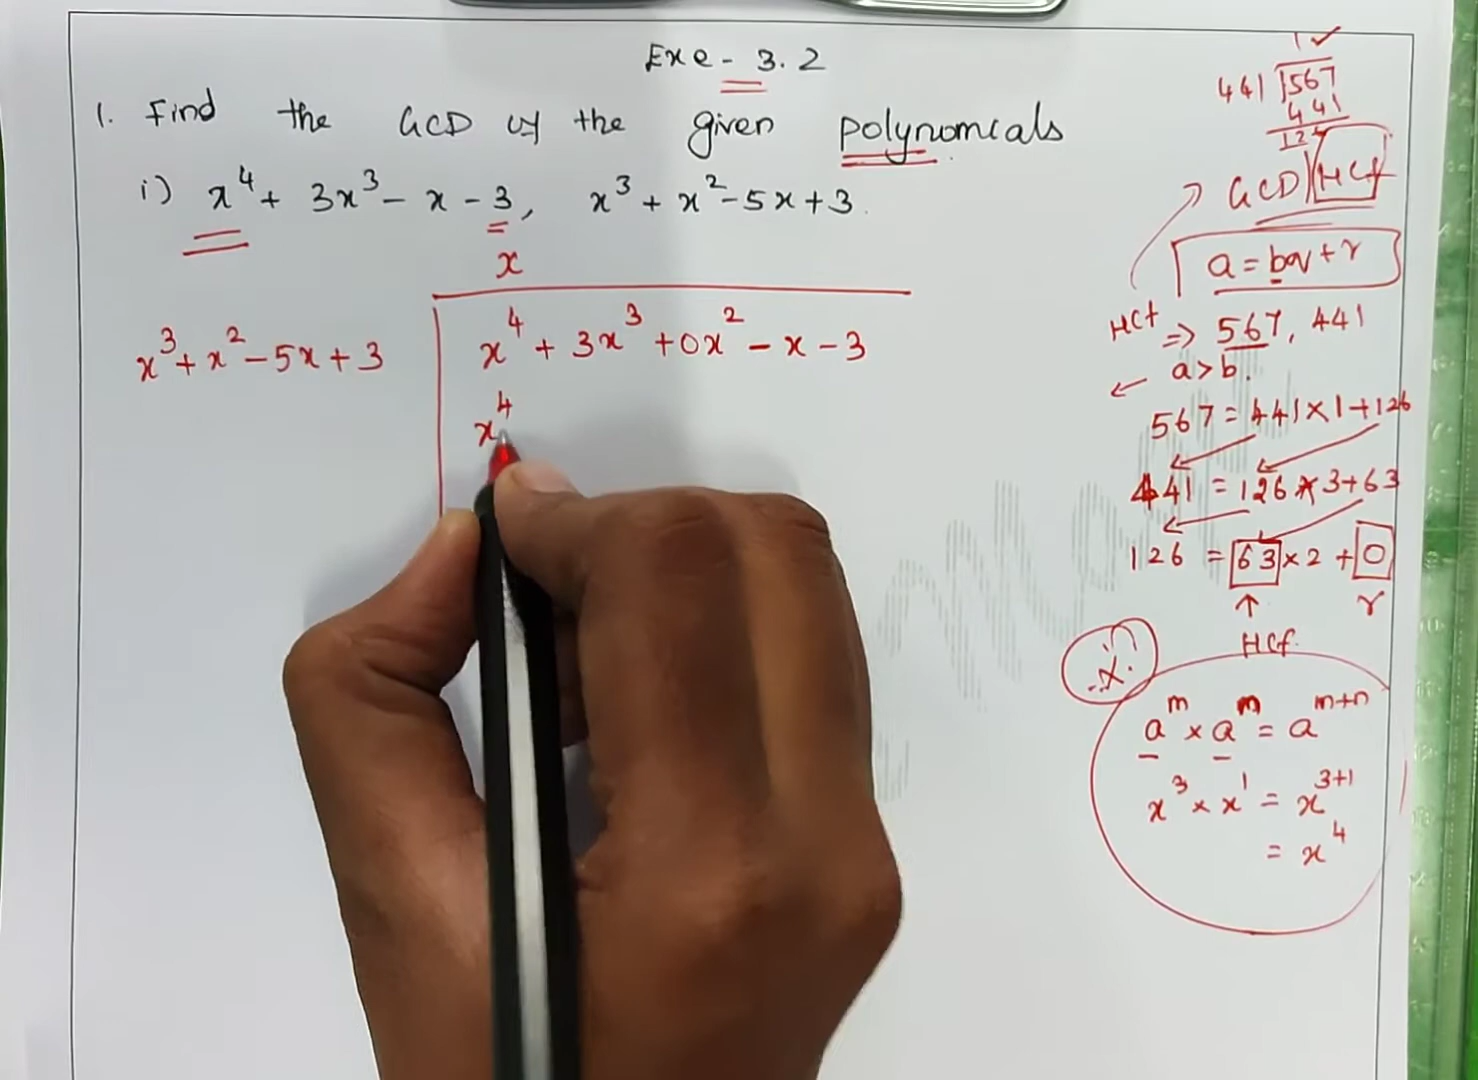 Exe - 3.2
1. Find the GCD of the given polynomials
i) x⁴ + 3x³ - x - 3, x³ + x² - 5x + 3.
x
x³ + x² - 5x + 3
x⁴ + 3x³ + 0x² - x - 3
x⁴
1 ✓
441 567
441
GCD) HCf
a = bq + r
HCf ⇒ 567, 441
← a > b.
567 = 441 × 1 + 126
441 = 126 × 3 + 63
126 = 63 × 2 + 0
↑ r
HCf.
aᵐ × aᵐ = aᵐ⁺ⁿ
x³ × x¹ = x³⁺¹
= x⁴